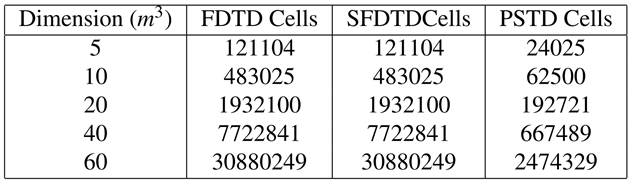 Dimension (m³) FDTD Cells SFDTDCells PSTD Cells
5 121104 121104 24025
10 483025 483025 62500
20 1932100 1932100 192721
40 7722841 7722841 667489
60 30880249 30880249 2474329